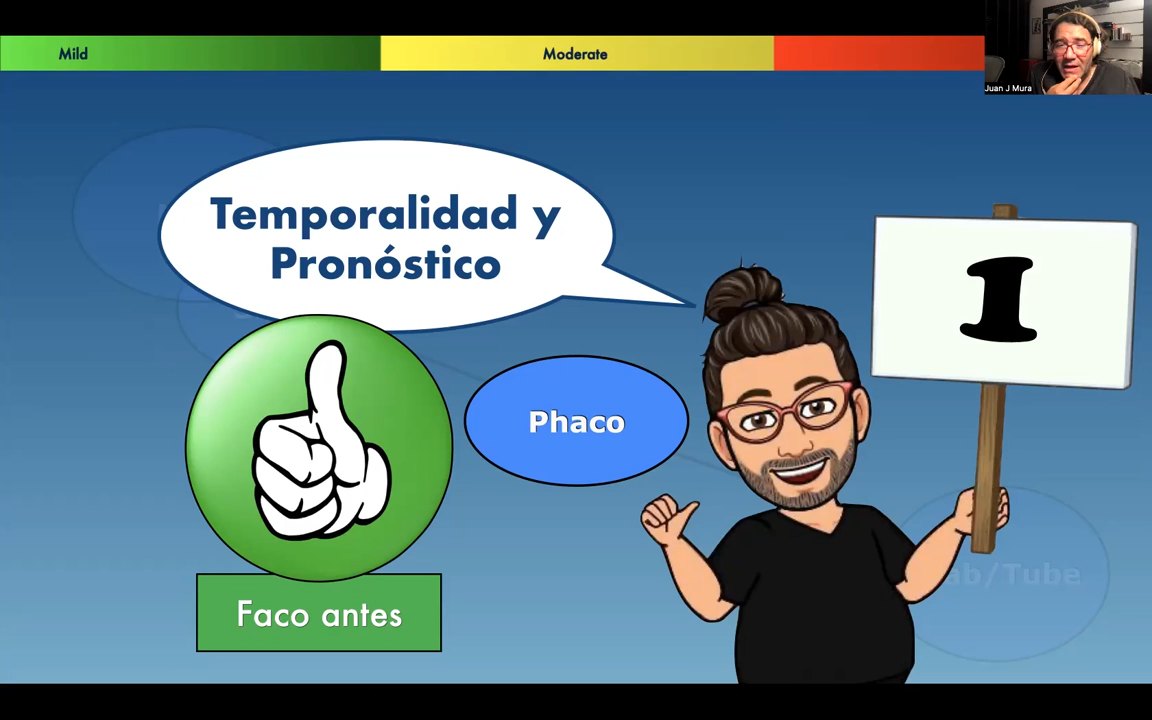 Mild
Moderate
Juan J Mura
Temporalidad y
Pronóstico
1
Phaco
Faco antes